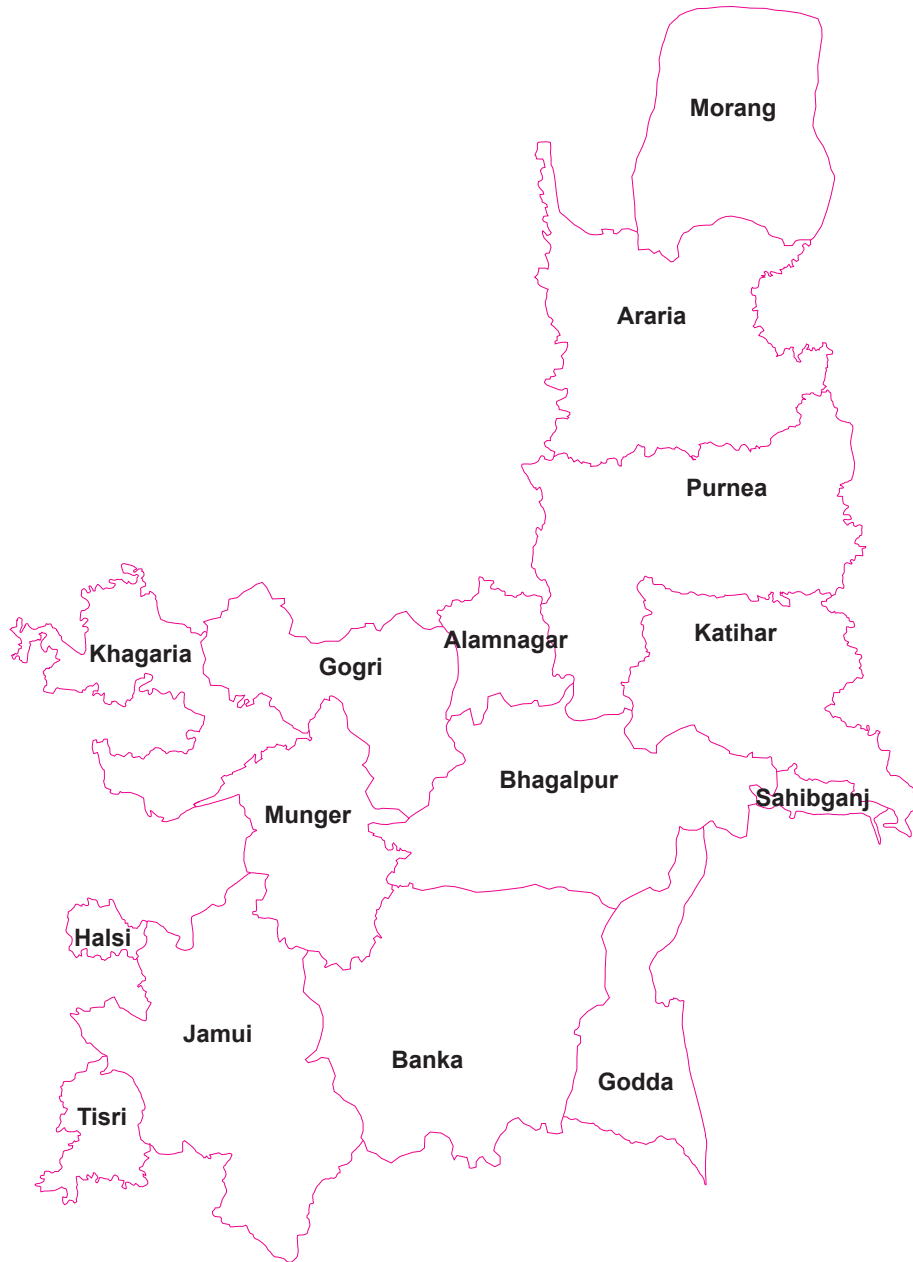 Morang
Araria
Purnea
Katihar
Alamnagar
Khagaria
Gogri
Bhagalpur
Sahibganj
Munger
Halsi
Jamui
Banka
Godda
Tisri